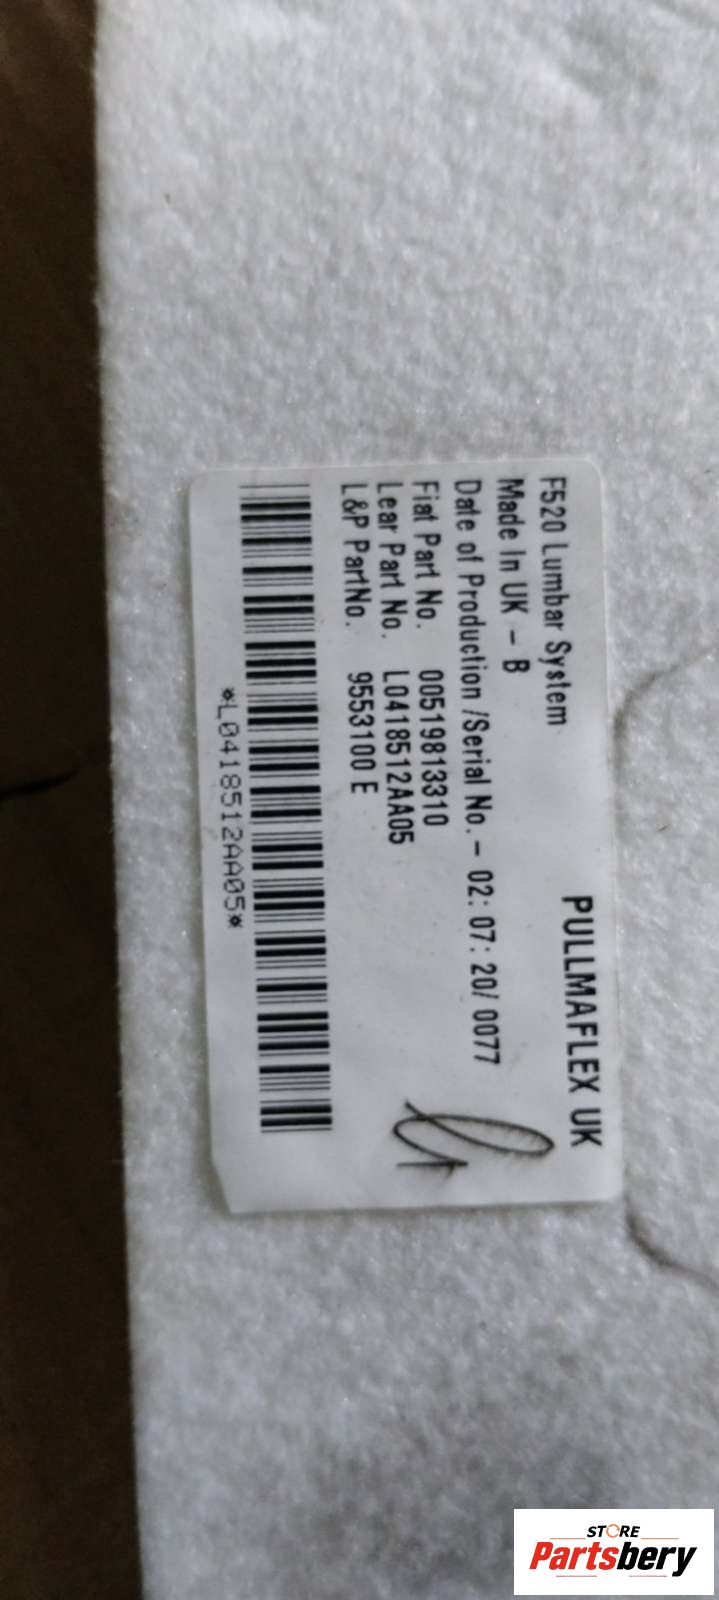 F520 Lumbar System
PULLMAFLEX UK
Made In UK - B
Date of Production /Serial No. - 02: 07: 20/ 0077
Fiat Part No. 00519813310
Lear Part No. L0418512AA05
L&P PartNo. 9553100 E
*L0418512AA05*
STORE
Partsbery